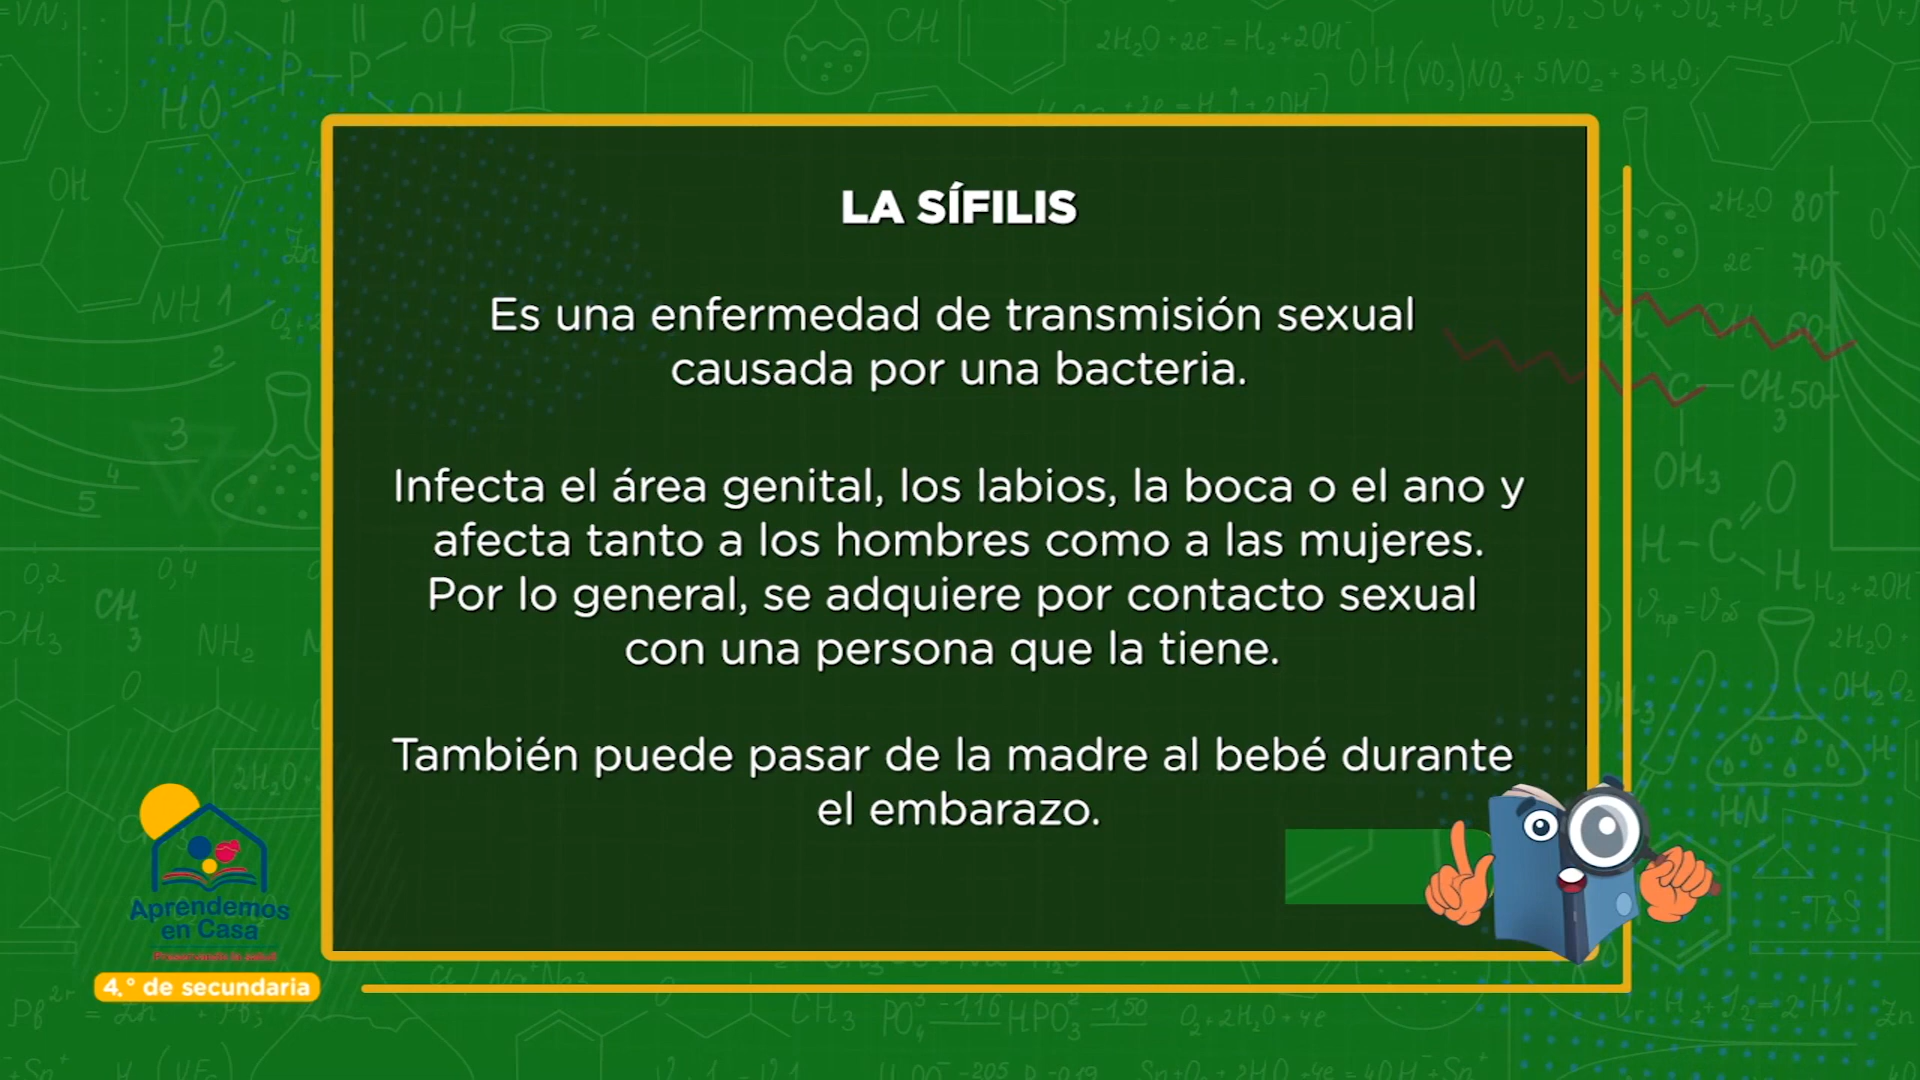 LA SÍFILIS
Es una enfermedad de transmisión sexual
causada por una bacteria.
Infecta el área genital, los labios, la boca o el ano y
afecta tanto a los hombres como a las mujeres.
Por lo general, se adquiere por contacto sexual
con una persona que la tiene.
También puede pasar de la madre al bebé durante
el embarazo.
Aprendemos
en Casa
Preservando la salud
4.° de secundaria